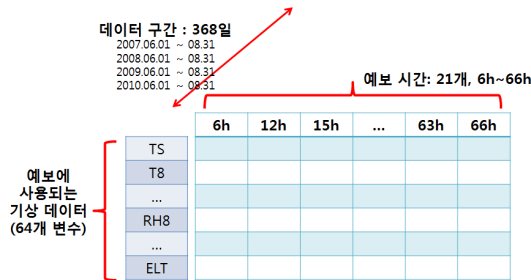 데이터 구간 : 368일
2007.06.01 ~ 08.31
2008.06.01 ~ 08.31
2009.06.01 ~ 08.31
2010.06.01 ~ 08.31
예보 시간: 21개, 6h~66h
6h 12h 15h ... 63h 66h
TS
T8
...
RH8
...
ELT
예보에
사용되는
기상 데이터
(64개 변수)